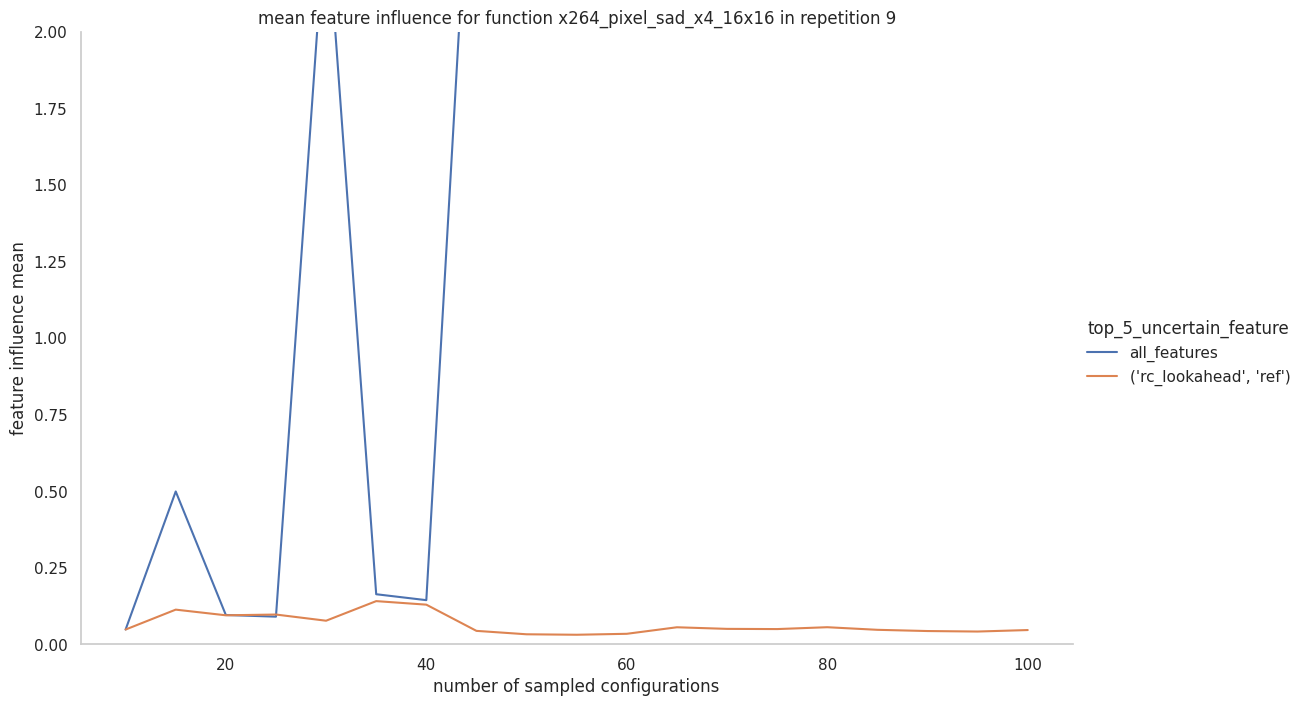 mean feature influence for function x264_pixel_sad_x4_16x16 in repetition 9
2.00
1.75
1.50
1.25
1.00
0.75
0.50
0.25
0.00
feature influence mean
20
40
60
80
100
number of sampled configurations
top_5_uncertain_feature
all_features
('rc_lookahead', 'ref')